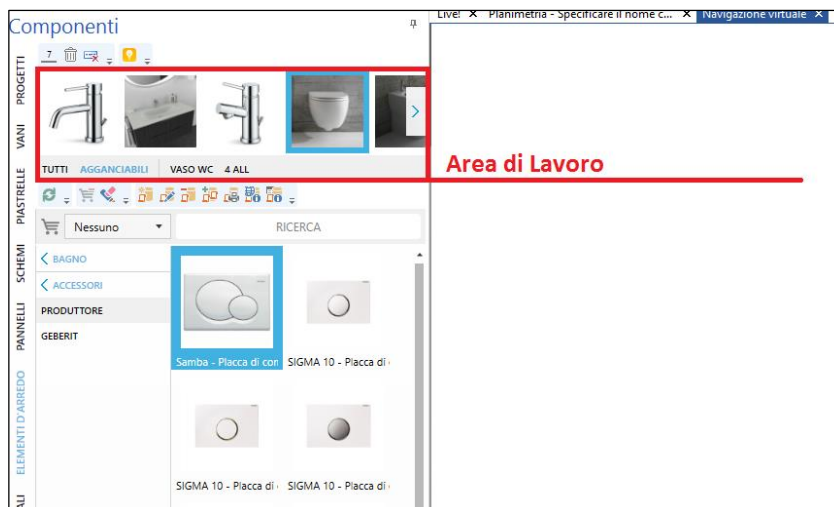 Componenti
Live! X Planimetria - Specificare il nome c... X Navigazione virtuale X
7
TUTTI AGGANCIABILI VASO WC 4 ALL
Area di Lavoro
Nessuno RICERCA
BAGNO
ACCESSORI
PRODUTTORE
GEBERIT
Samba - Placca di con
SIGMA 10 - Placca di
SIGMA 10 - Placca di
SIGMA 10 - Placca di
PROGETTI
VANI
PIASTRELLE
SCHEMI
PANNELLI
ELEMENTI D'ARREDO
ALI